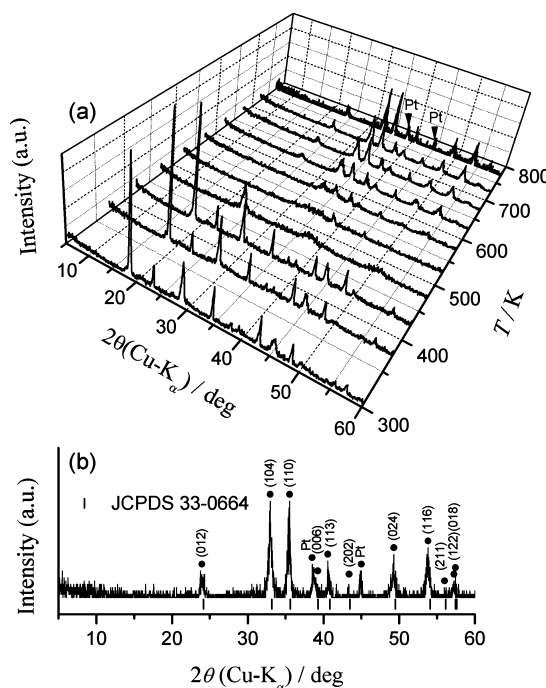 (a)
Pt
Pt
Intensity (a.u.)
10
20
30
40
50
60
2θ(Cu-Kα) / deg
300
400
500
600
700
800
T / K
(b)
JCPDS 33-0664
(012)
(104)
(110)
Pt
(006)
(113)
(202)
Pt
(024)
(116)
(211)
(122)(018)
Intensity (a.u.)
10 20 30 40 50 60
2θ (Cu-Kα) / deg